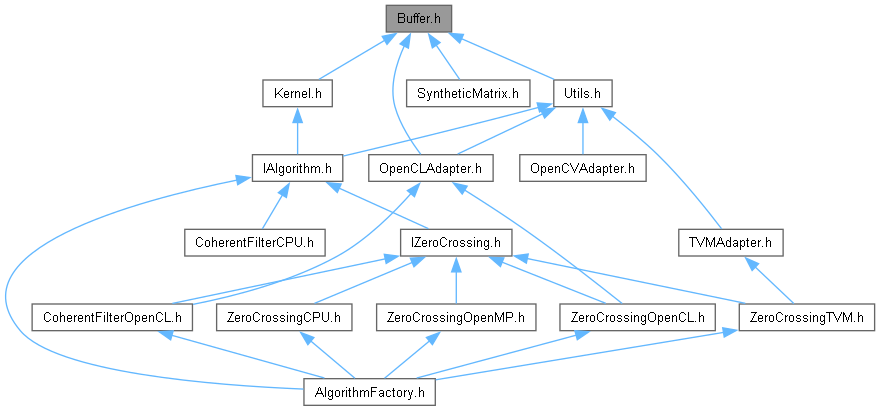 Buffer.h
Kernel.h
SyntheticMatrix.h
Utils.h
IAlgorithm.h
OpenCLAdapter.h
OpenCVAdapter.h
CoherentFilterCPU.h
IZeroCrossing.h
TVMAdapter.h
CoherentFilterOpenCL.h
ZeroCrossingCPU.h
ZeroCrossingOpenMP.h
ZeroCrossingOpenCL.h
ZeroCrossingTVM.h
AlgorithmFactory.h